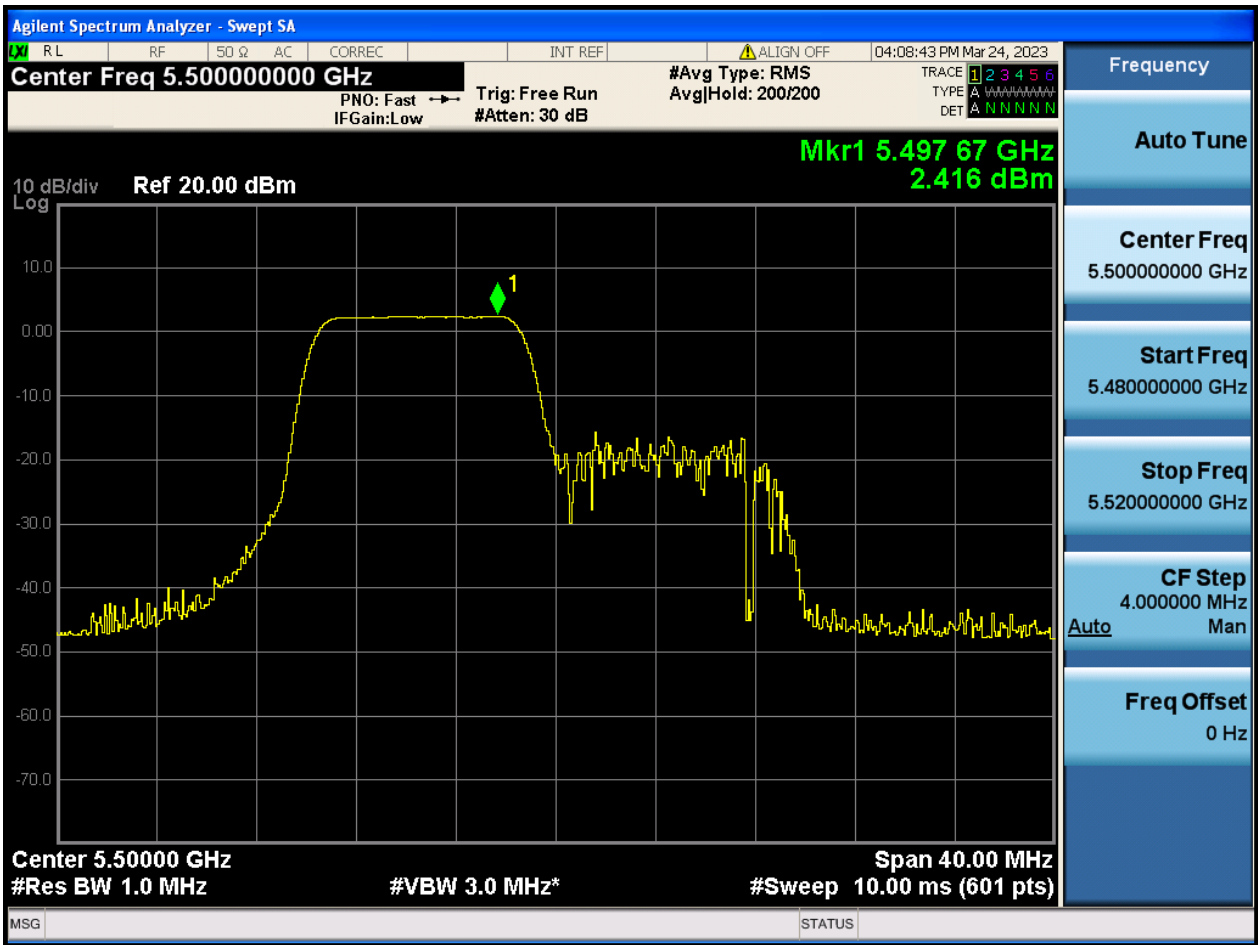 Agilent Spectrum Analyzer - Swept SA
LXI RL RF 50 Ω AC CORREC INT REF ALIGN OFF 04:08:43 PM Mar 24, 2023
Center Freq 5.500000000 GHz
PNO: Fast
IFGain:Low
Trig: Free Run
#Atten: 30 dB
#Avg Type: RMS
Avg|Hold: 200/200
TRACE 1 2 3 4 5 6
TYPE A WWWWW
DET A N N N N N
Mkr1 5.497 67 GHz
2.416 dBm
10 dB/div Ref 20.00 dBm
Log
1
10.0
0.00
-10.0
-20.0
-30.0
-40.0
-50.0
-60.0
-70.0
Center 5.50000 GHz Span 40.00 MHz
#Res BW 1.0 MHz #VBW 3.0 MHz* #Sweep 10.00 ms (601 pts)
MSG STATUS
Frequency
Auto Tune
Center Freq
5.500000000 GHz
Start Freq
5.480000000 GHz
Stop Freq
5.520000000 GHz
CF Step
4.000000 MHz
Auto Man
Freq Offset
0 Hz